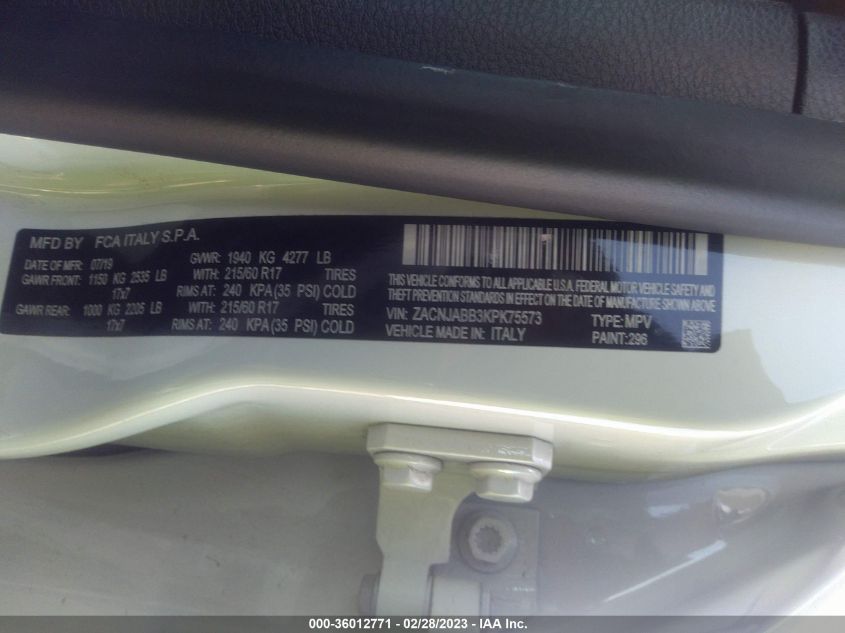 MFD BY FCA ITALY S.P.A.
DATE OF MFR 07/19 GVWR: 1940 KG 4277 LB
GAWR FRONT: 1150 KG 2535 LB WITH: 215/60 R17 TIRES
17x7 RIMS AT: 240 KPA (35 PSI) COLD
GAWR REAR: 1000 KG 2205 LB WITH: 215/60 R17 TIRES
17x7 RIMS AT: 240 KPA (35 PSI) COLD
THIS VEHICLE CONFORMS TO ALL APPLICABLE U.S.A. FEDERAL MOTOR VEHICLE SAFETY AND
THEFT PREVENTION STANDARDS IN EFFECT ON THE DATE OF MANUFACTURE SHOWN ABOVE
VIN: ZACNJABB3KPK75573 TYPE: MPV
VEHICLE MADE IN: ITALY PAINT:296
000-36012771 - 02/28/2023 - IAA Inc.